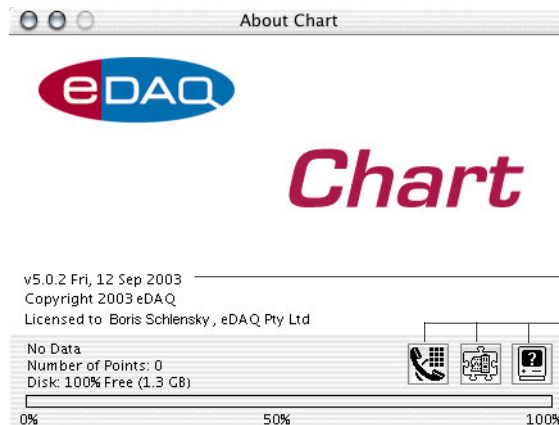 About Chart
eDAQ
Chart
v5.0.2 Fri, 12 Sep 2003
Copyright 2003 eDAQ
Licensed to Boris Schlensky, eDAQ Pty Ltd
No Data
Number of Points: 0
Disk: 100% Free (1.3 GB)
?
0% 50% 100%